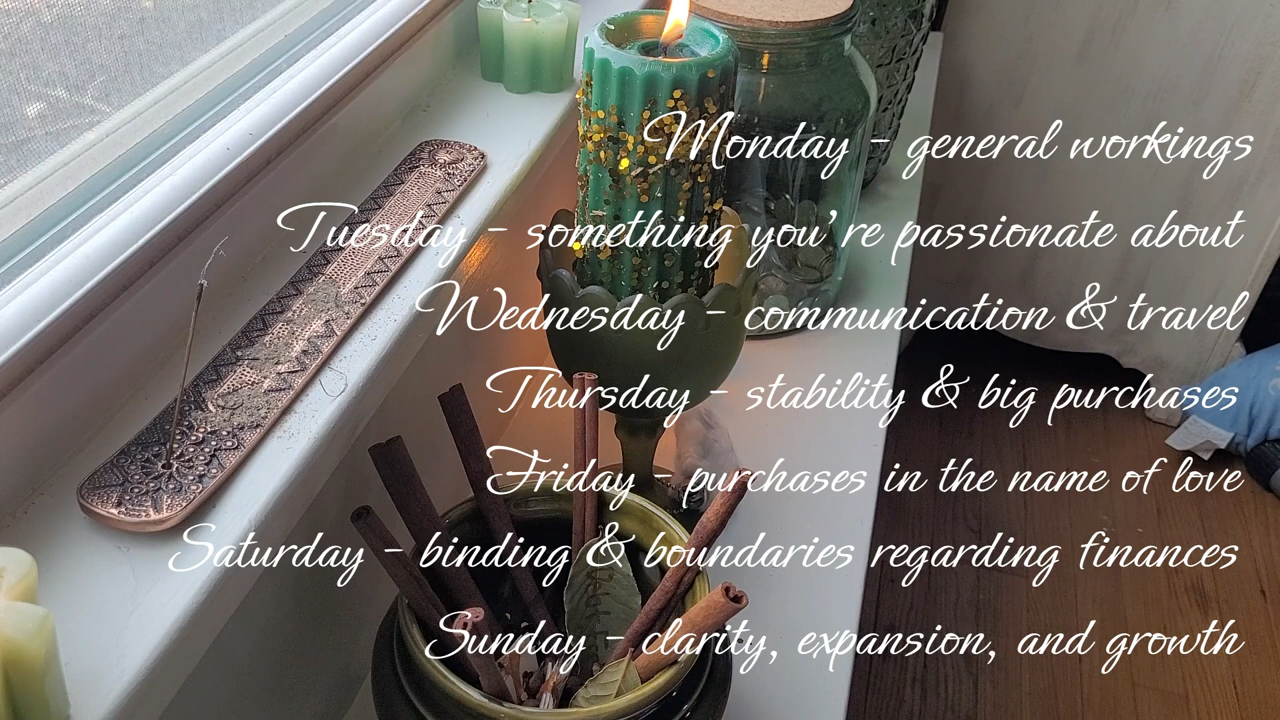 Monday - general workings
Tuesday - something you're passionate about
Wednesday - communication & travel
Thursday - stability & big purchases
Friday purchases in the name of love
Saturday - binding & boundaries regarding finances
Sunday - clarity, expansion, and growth